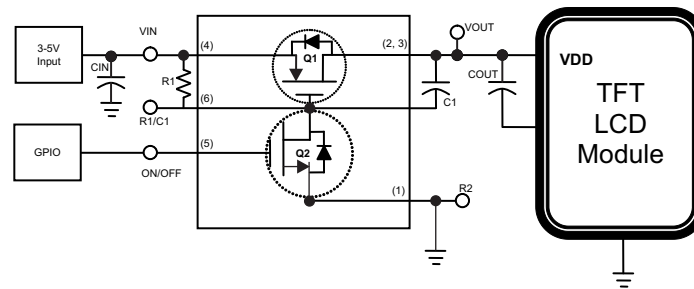 VIN
VOUT
3-5V
Input
(4)
(2, 3)
Q1
VDD
CIN
R1
COUT
C1
(6)
R1/C1
TFT
LCD
Module
GPIO
(5)
Q2
ON/OFF
(1)
R2